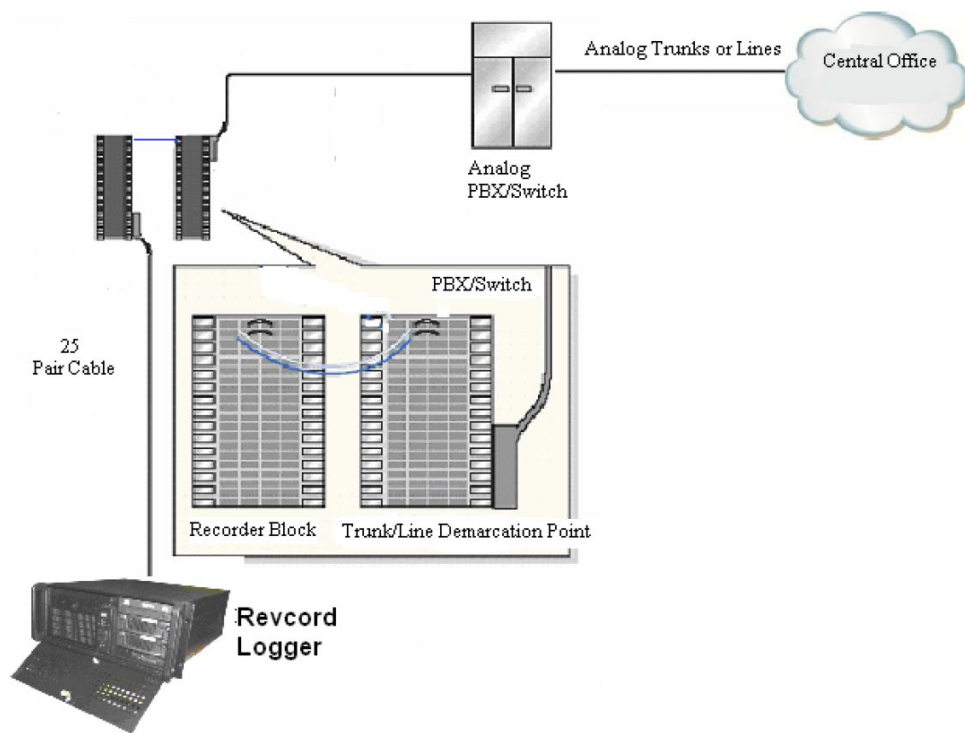 Analog Trunks or Lines
Central Office
Analog
PBX/Switch
PBX/Switch
25
Pair Cable
Recorder Block
Trunk/Line Demarcation Point
Revcord
Logger